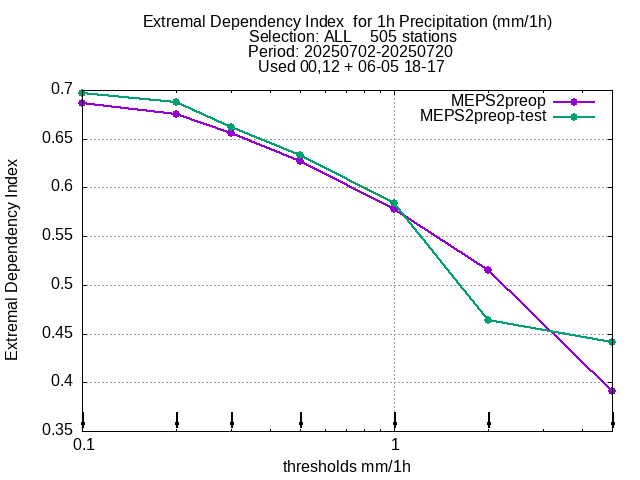 Extremal Dependency Index  for 1h Precipitation (mm/1h)
Selection: ALL    505 stations
Period: 20250702-20250720
Used 00,12 + 06-05 18-17
MEPS2preop
MEPS2preop-test
0.7
0.65
0.6
0.55
0.5
0.45
0.4
0.35
Extremal Dependency Index
0.1
1
thresholds mm/1h